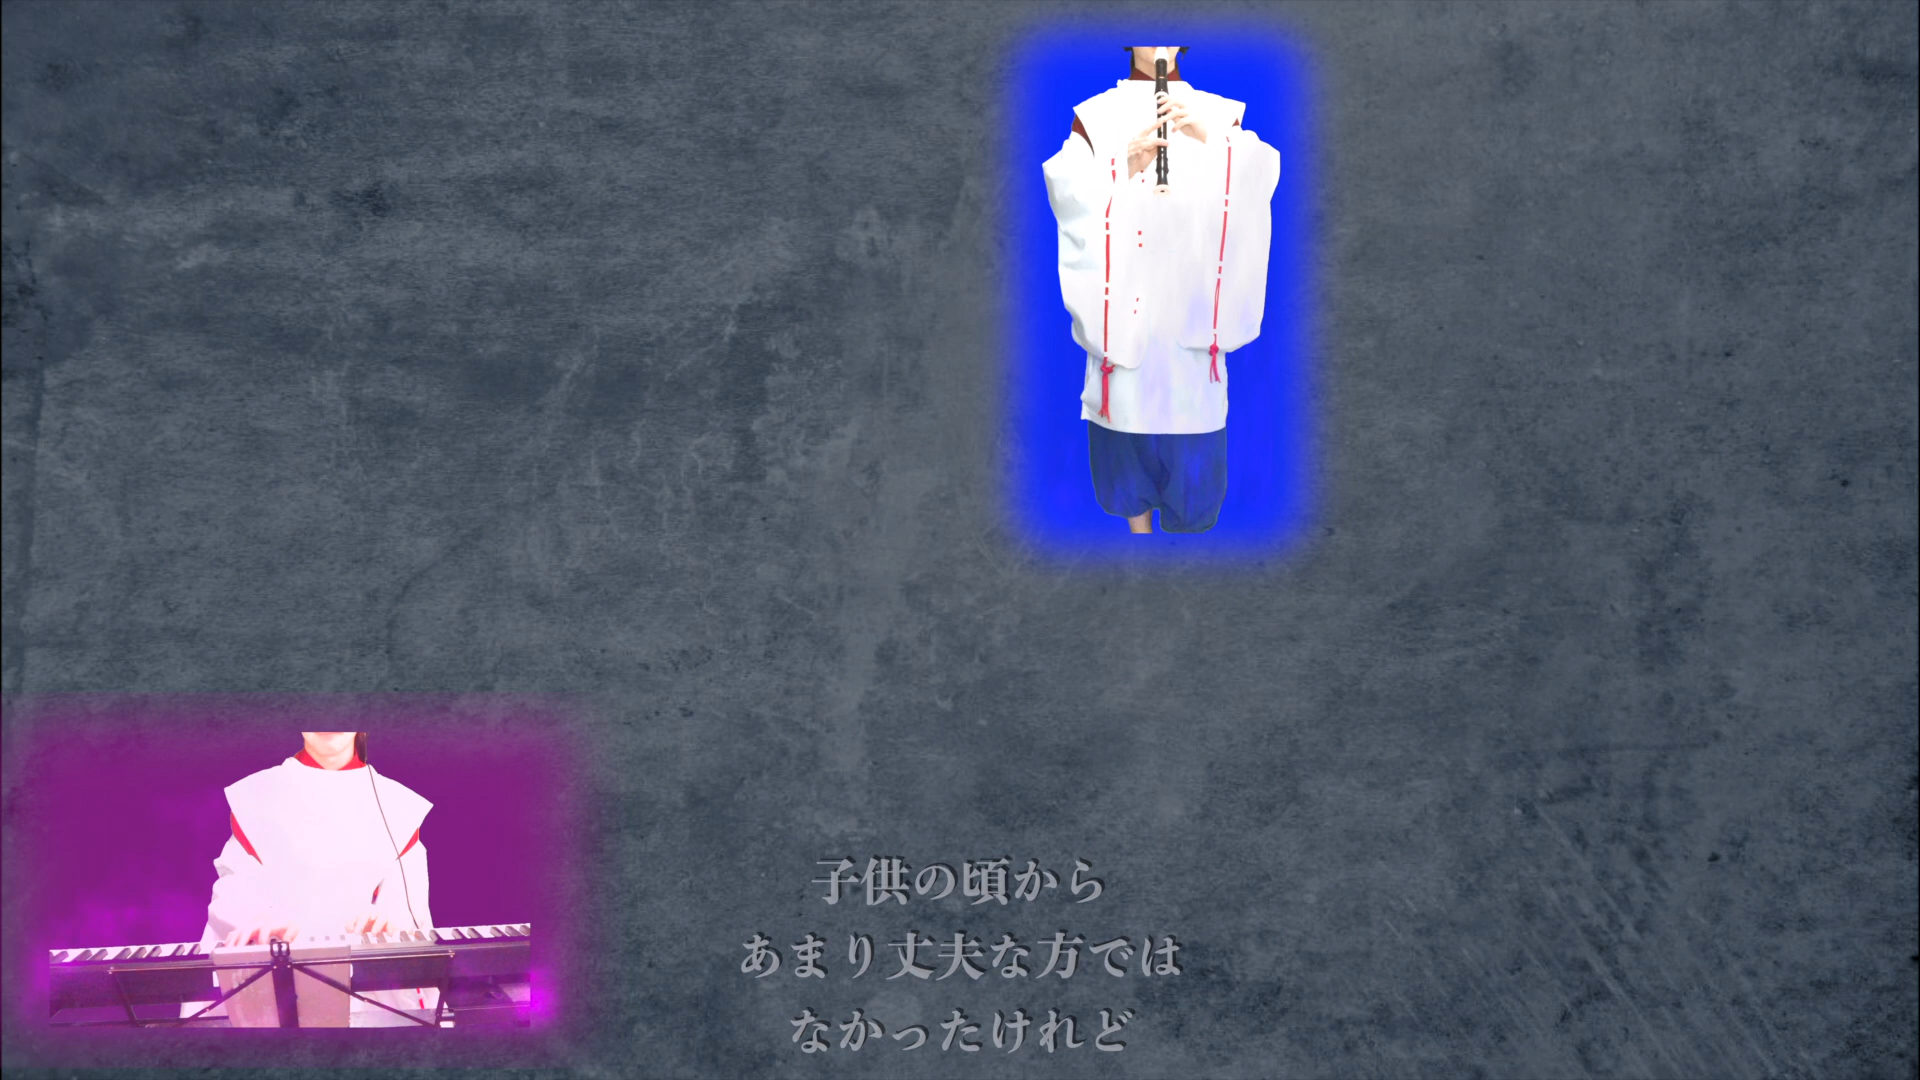 子供の頃から
あまり丈夫な方では
なかったけれど